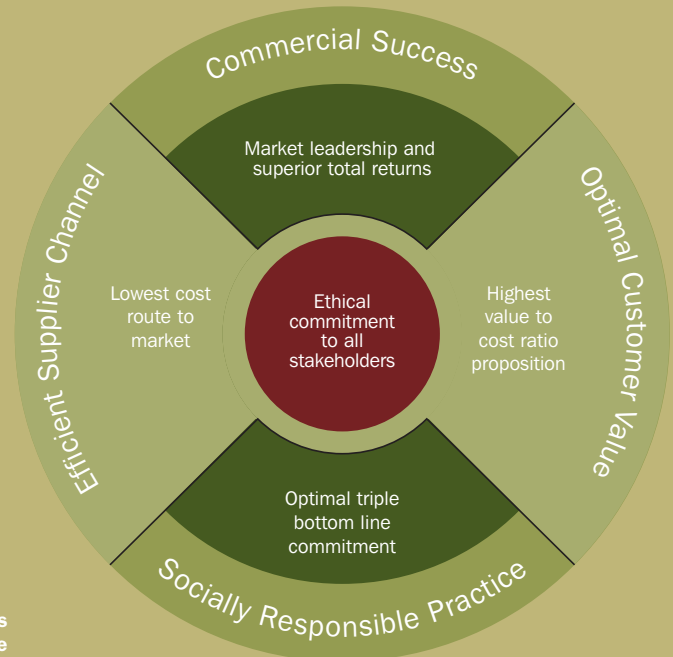 Commercial Success
Market leadership and
superior total returns
Efficient Supplier Channel
Lowest cost
route to
market
Ethical
commitment
to all
stakeholders
Highest
value to
cost ratio
proposition
Optimal Customer Value
Optimal triple
bottom line
commitment
Socially Responsible Practice